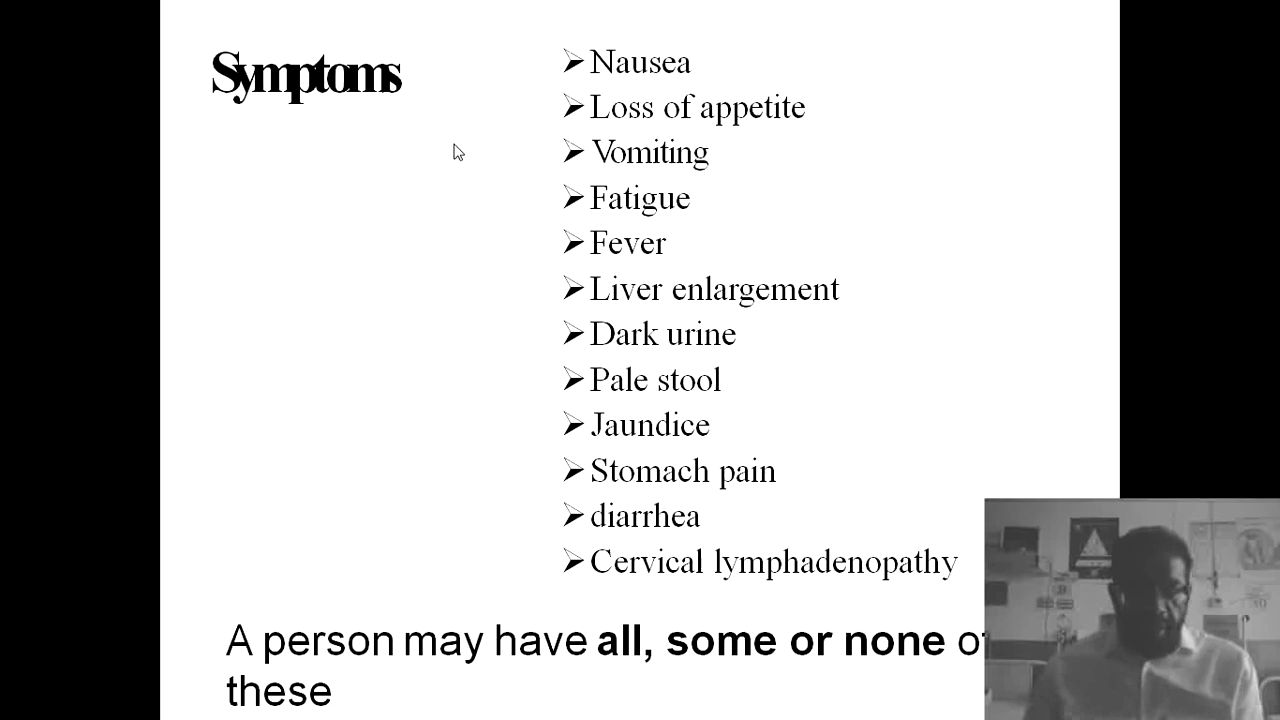 Symptoms
Nausea
Loss of appetite
Vomiting
Fatigue
Fever
Liver enlargement
Dark urine
Pale stool
Jaundice
Stomach pain
diarrhea
Cervical lymphadenopathy
A person may have all, some or none of
these